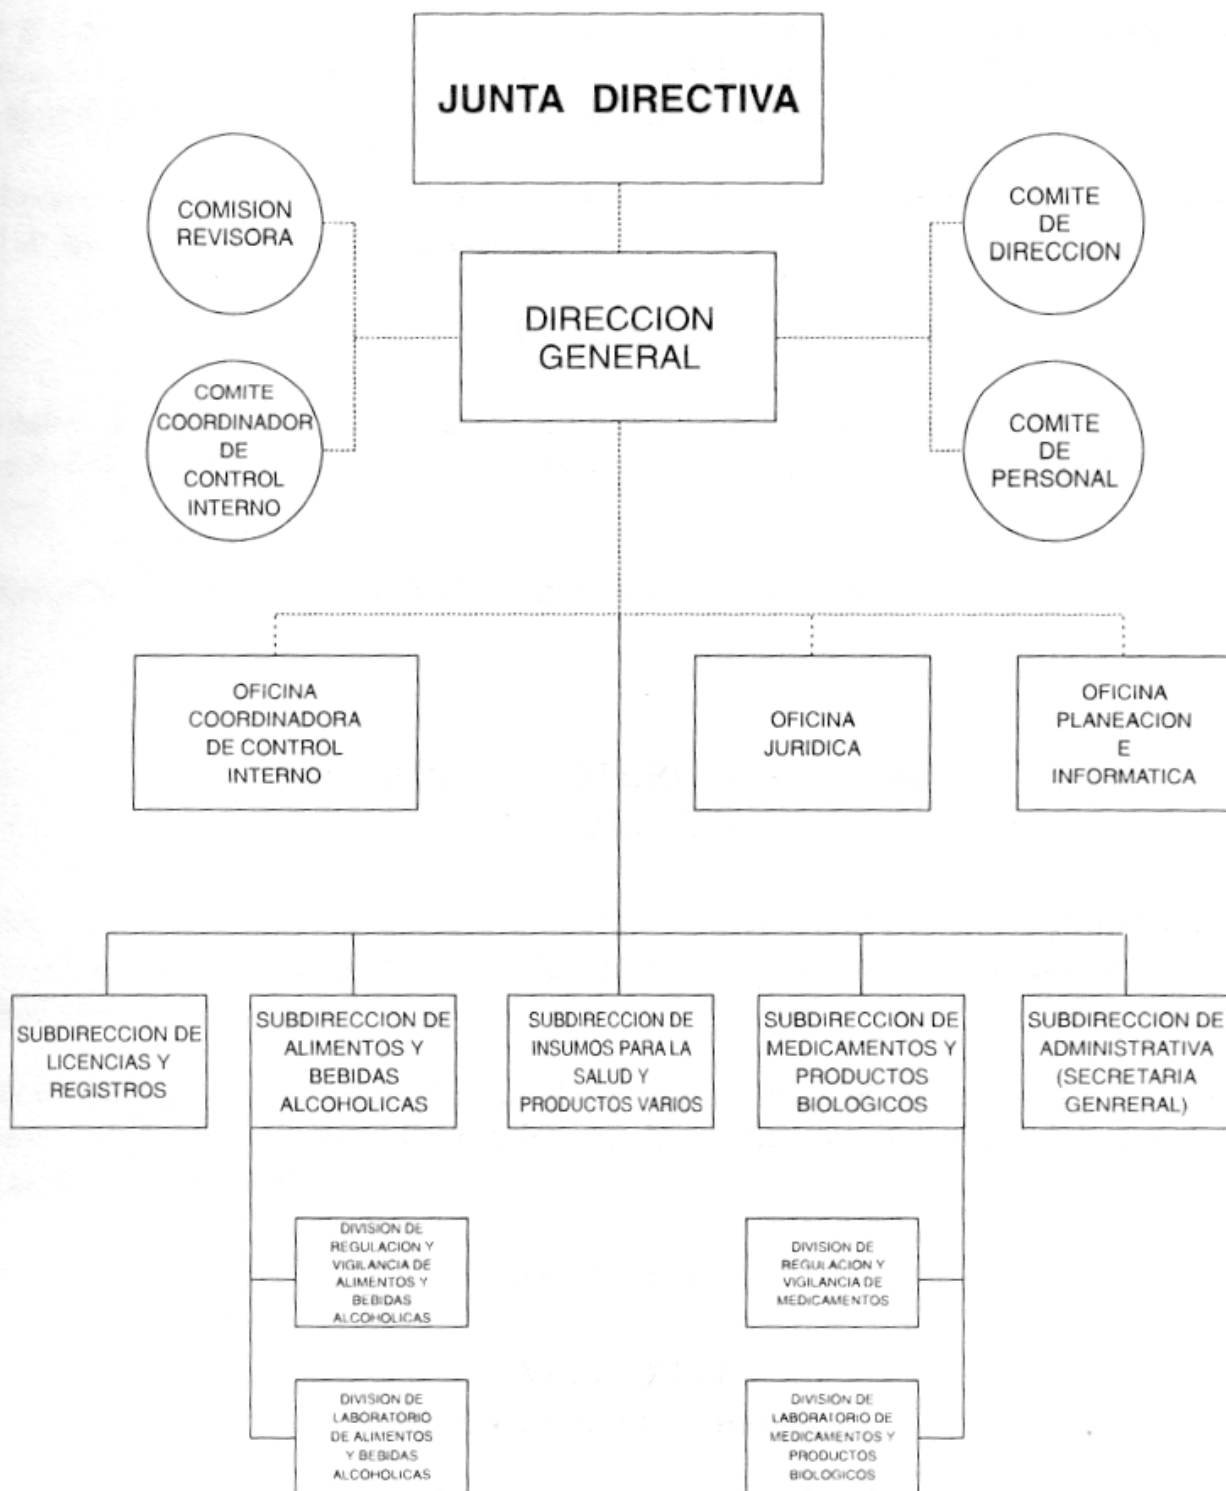 JUNTA DIRECTIVA
COMISION
REVISORA
COMITE
DE
DIRECCION
DIRECCION
GENERAL
COMITE
COORDINADOR
DE
CONTROL
INTERNO
COMITE
DE
PERSONAL
OFICINA
COORDINADORA
DE CONTROL
INTERNO
OFICINA
JURIDICA
OFICINA
PLANEACION
E
INFORMATICA
SUBDIRECCION DE
LICENCIAS Y
REGISTROS
SUBDIRECCION DE
ALIMENTOS Y
BEBIDAS
ALCOHOLICAS
SUBDIRECCION DE
INSUMOS PARA LA
SALUD Y
PRODUCTOS VARIOS
SUBDIRECCION DE
MEDICAMENTOS Y
PRODUCTOS
BIOLOGICOS
SUBDIRECCION DE
ADMINISTRATIVA
(SECRETARIA
GENRERAL)
DIVISION DE
REGULACION Y
VIGILANCIA DE
ALIMENTOS Y
BEBIDAS
ALCOHOLICAS
DIVISION DE
REGULACION Y
VIGILANCIA DE
MEDICAMENTOS
DIVISION DE
LABORATORIO
DE ALIMENTOS
Y BEBIDAS
ALCOHOLICAS
DIVISION DE
LABORATORIO DE
MEDICAMENTOS Y
PRODUCTOS
BIOLOGICOS